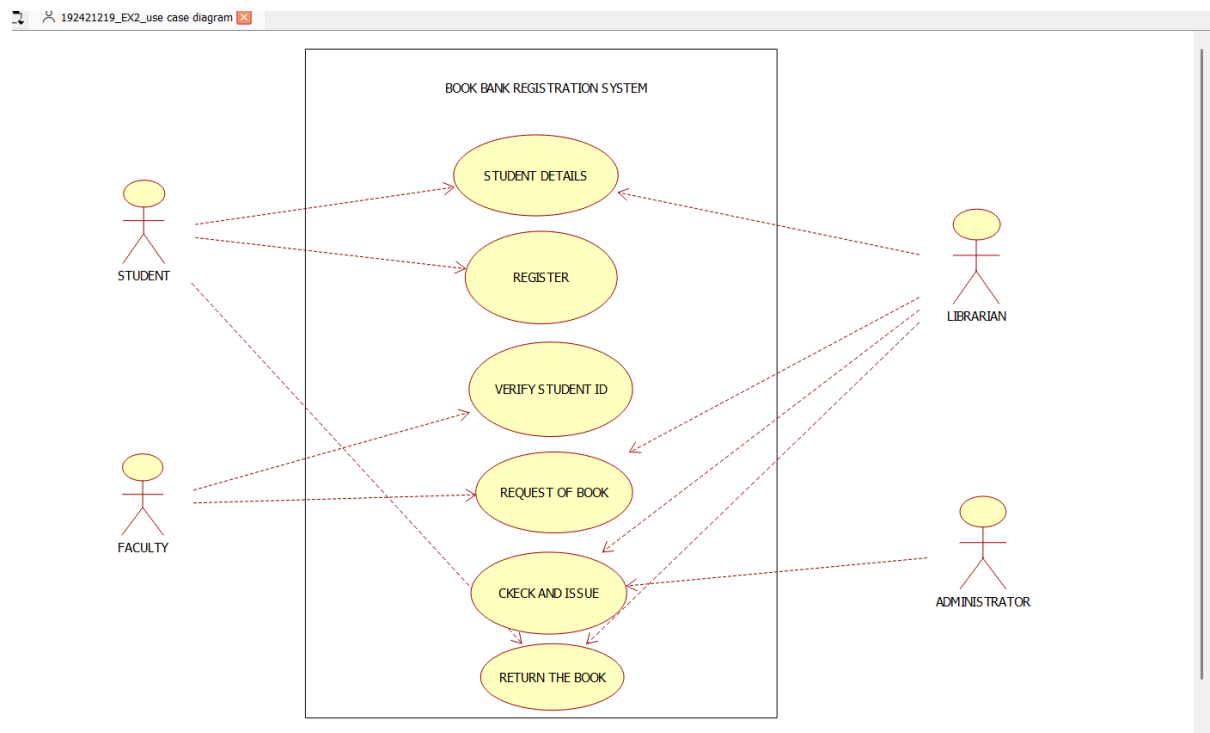 192421219_EX2_use case diagram
BOOK BANK REGISTRATION SYSTEM
STUDENT DETAILS
STUDENT
REGISTER
LIBRARIAN
VERIFY STUDENT ID
REQUEST OF BOOK
FACULTY
CKECK AND ISSUE
ADMINISTRATOR
RETURN THE BOOK